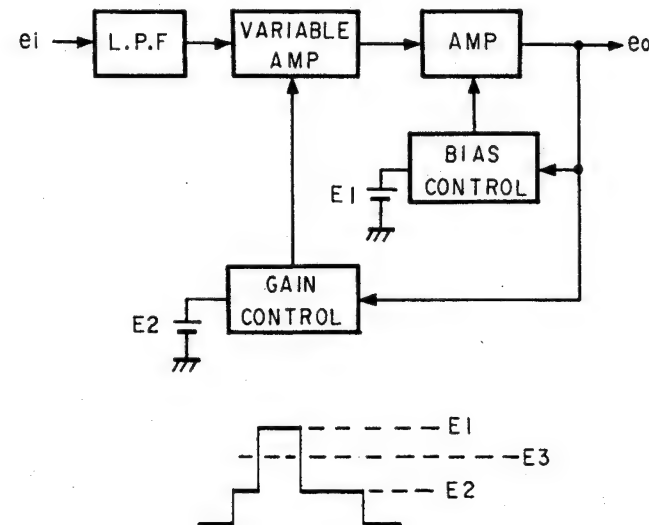 ei
L.P.F
VARIABLE
AMP
AMP
eo
BIAS
CONTROL
E1
GAIN
CONTROL
E2
E1
E3
E2